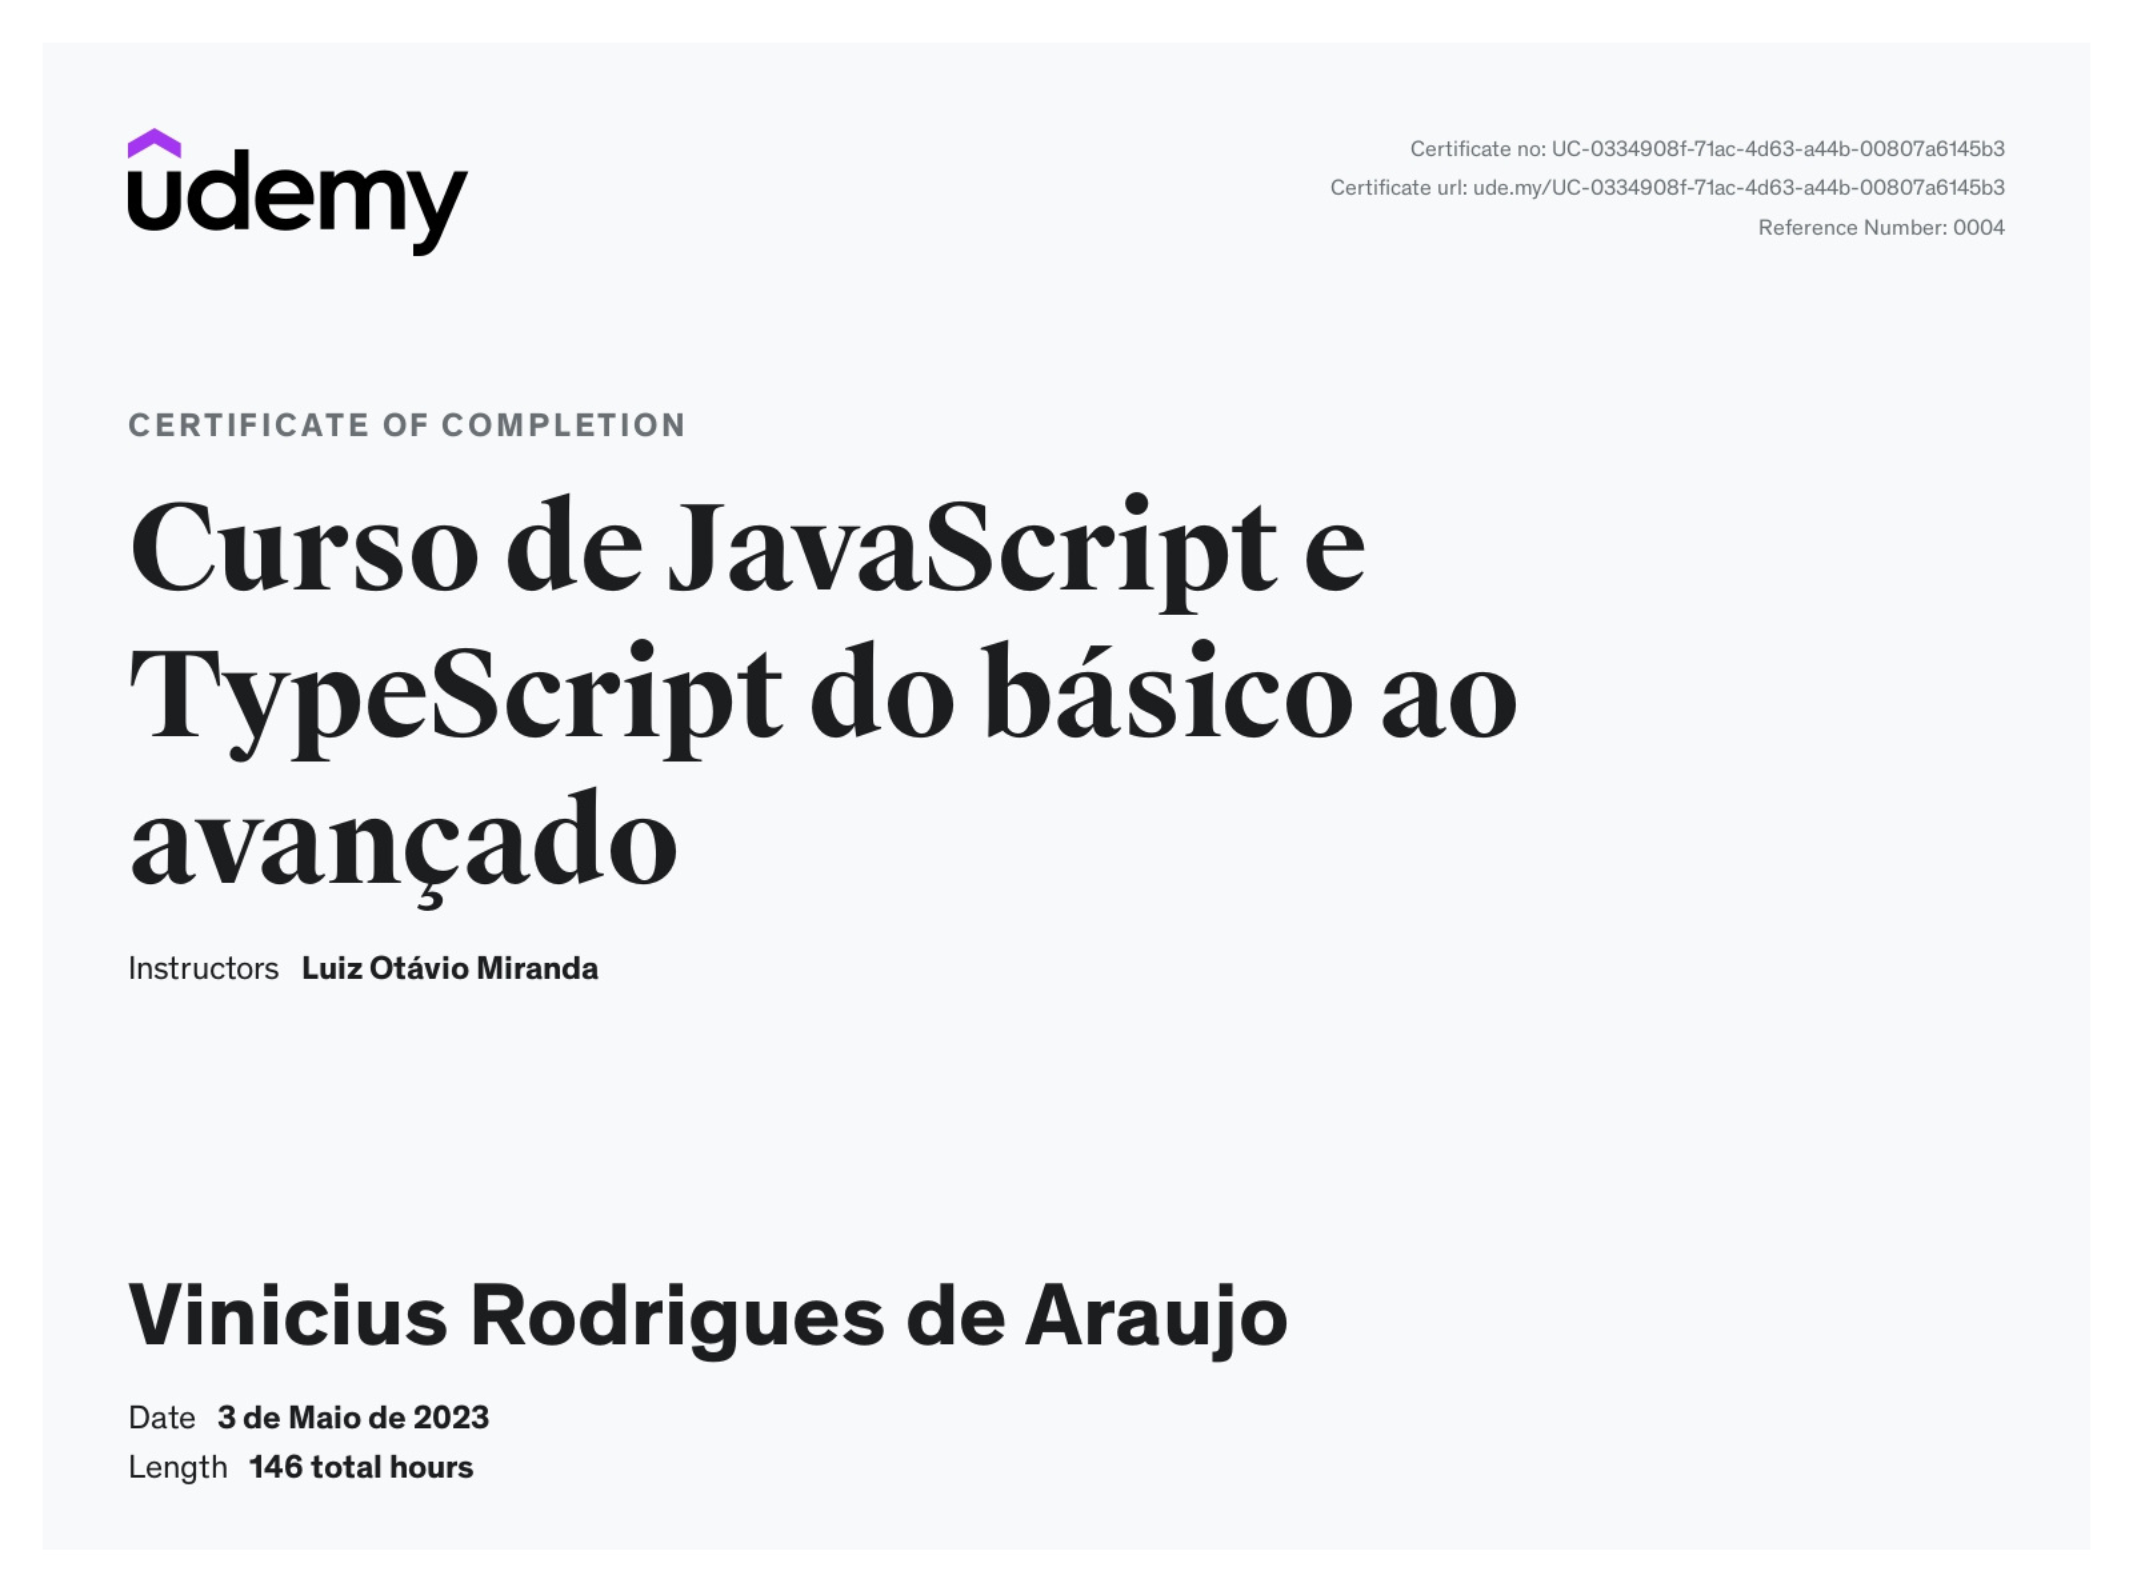 udemy
Certificate no: UC-0334908f-71ac-4d63-a44b-00807a6145b3
Certificate url: ude.my/UC-0334908f-71ac-4d63-a44b-00807a6145b3
Reference Number: 0004
CERTIFICATE OF COMPLETION
Curso de JavaScript e
TypeScript do básico ao
avançado
Instructors Luiz Otávio Miranda
Vinicius Rodrigues de Araujo
Date 3 de Maio de 2023
Length 146 total hours